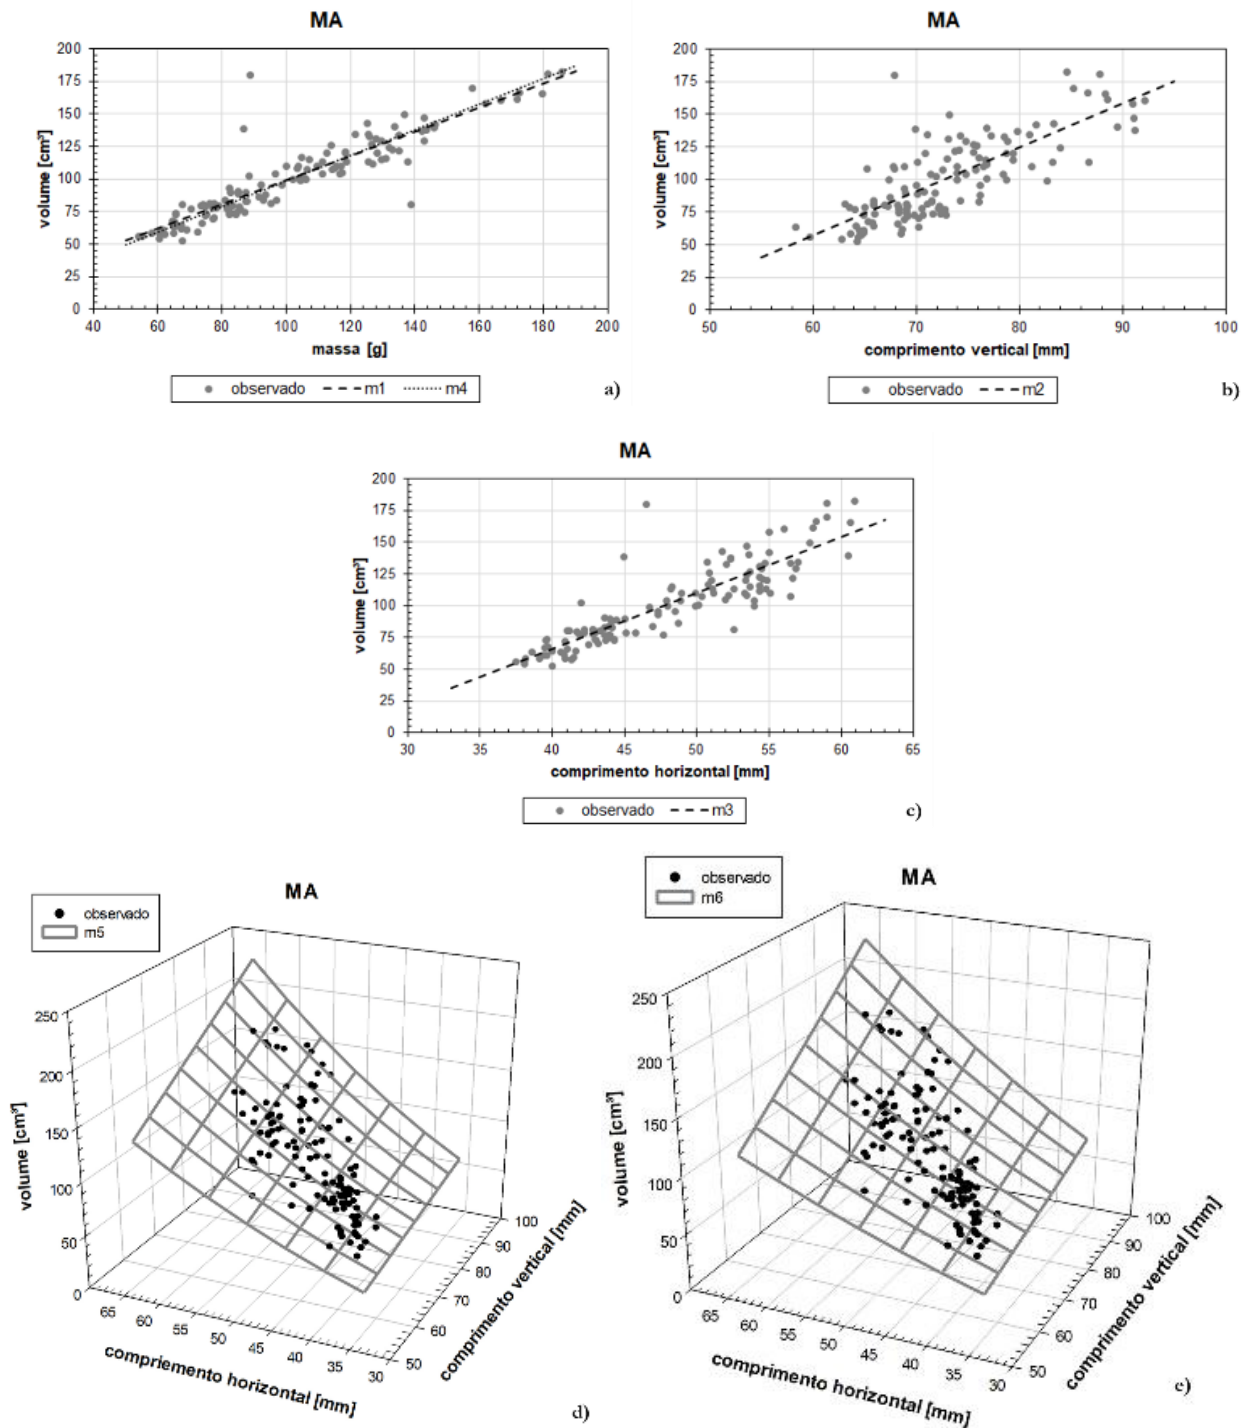 MA
volume [cm³]
200
175
150
125
100
75
50
25
0
40 60 80 100 120 140 160 180 200
massa [g]
observado m1 m4
a)
MA
volume [cm³]
200
175
150
125
100
75
50
25
0
50 60 70 80 90 100
comprimento vertical [mm]
observado m2
b)
MA
volume [cm³]
200
175
150
125
100
75
50
25
0
30 35 40 45 50 55 60 65
comprimento horizontal [mm]
observado m3
c)
observado
m5
MA
volume [cm³]
250
200
150
100
50
0
65 60 55 50 45 40 35 30
compriemento horizontal [mm]
50 60 70 80 90 100
comprimento vertical [mm]
d)
observado
m6
MA
volume [cm³]
250
200
150
100
50
0
65 60 55 50 45 40 35 30
comprimento horizontal [mm]
50 60 70 80 90 100
comprimento vertical [mm]
e)